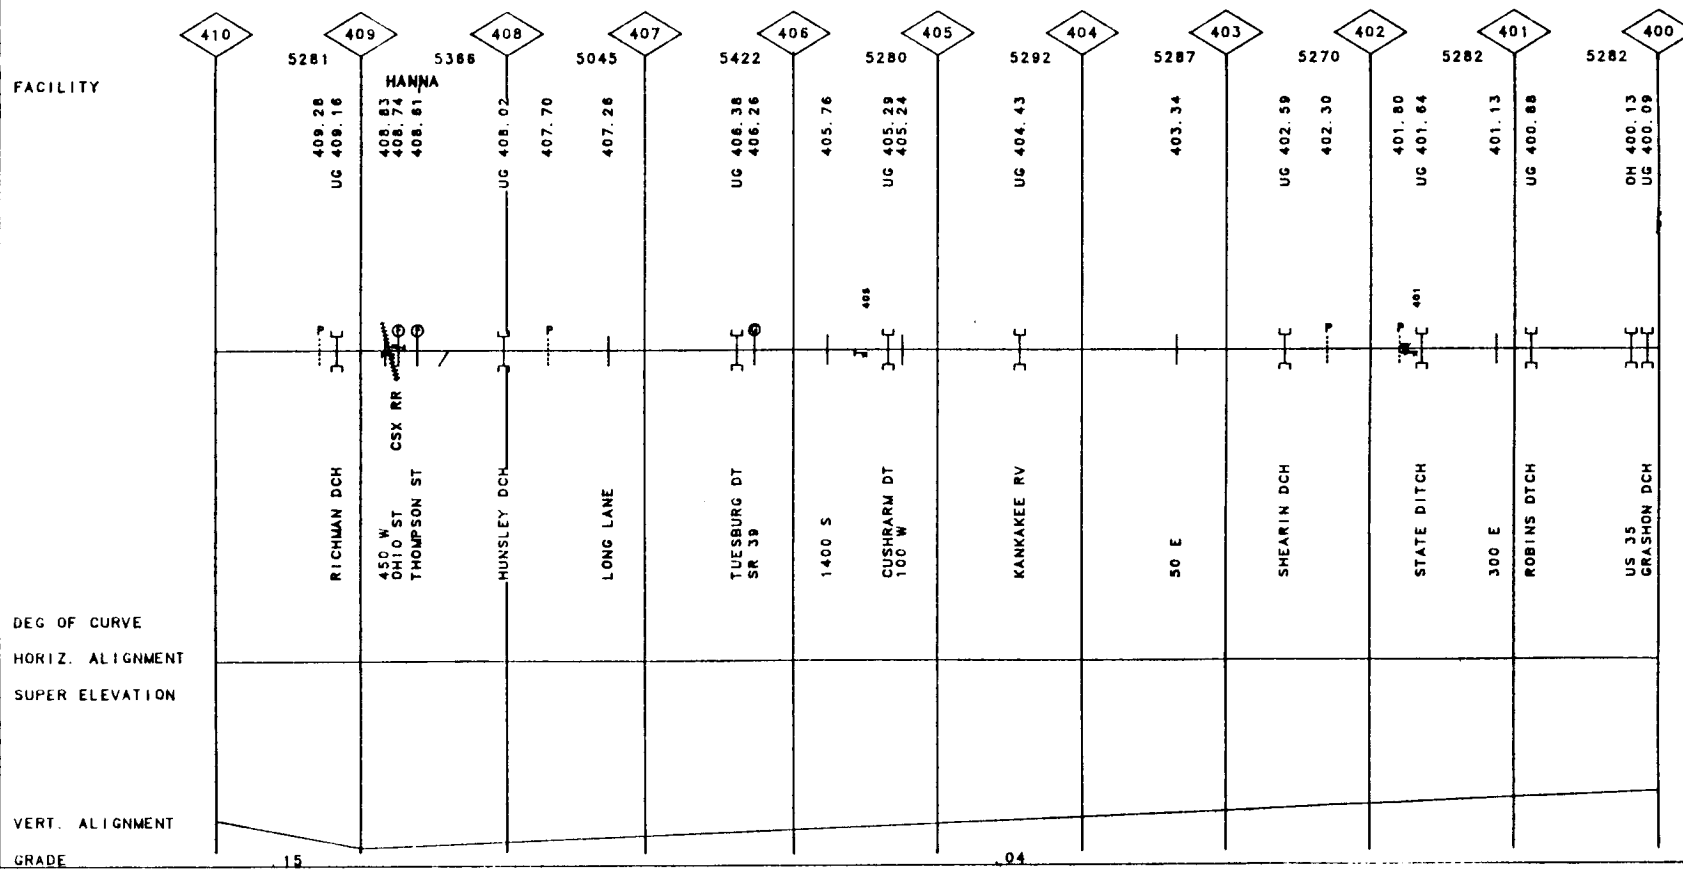 410 409 408 407 406 405 404 403 402 401 400
5281 5366 5045 5422 5280 5292 5287 5270 5282 5282
FACILITY
HANNA
409.28
UG 409.16
408.83
408.74
408.61
UG 408.02
407.70
407.26
UG 406.38
406.26
405.76
UG 405.29
405.24
UG 404.43
403.34
UG 402.59
402.30
401.80
UG 401.64
401.13
UG 400.88
OH 400.13
UG 400.09
405
401
P
P
P
P
G
P
P
RICHMAN DCH
450 W
OHIO ST
CSX RR
THOMPSON ST
HUNSLEY DCH
LONG LANE
TUESBURG DT
SR 39
1400 S
CUSHRARM DT
100 W
KANKAKEE RV
50 E
SHEARIN DCH
STATE DITCH
300 E
ROBINS DTCH
US 35
GRASHON DCH
DEG OF CURVE
HORIZ. ALIGNMENT
SUPER ELEVATION
VERT. ALIGNMENT
GRADE .15 .04